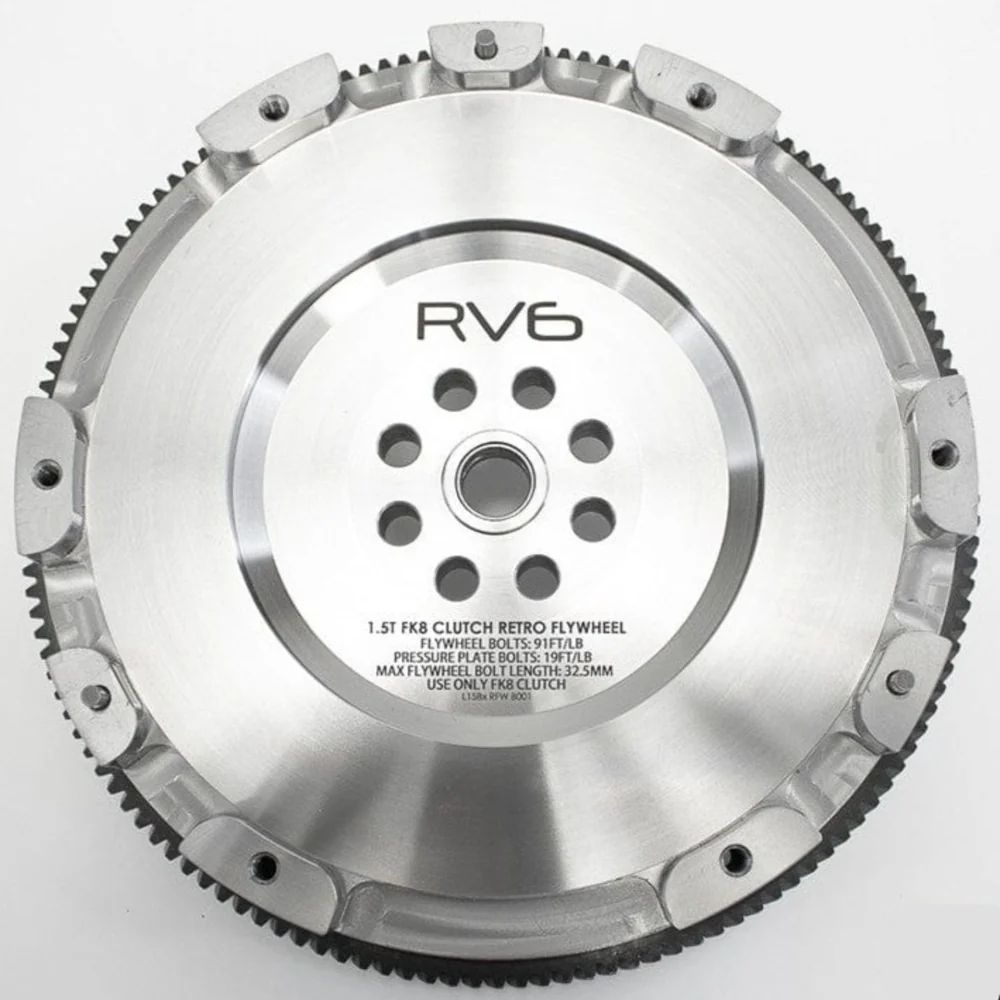 RV6
1.5T FK8 CLUTCH RETRO FLYWHEEL
FLYWHEEL BOLTS: 91FT/LB
PRESSURE PLATE BOLTS: 19FT/LB
MAX FLYWHEEL BOLT LENGTH: 32.5MM
USE ONLY FK8 CLUTCH
L15Bx RFW 8001